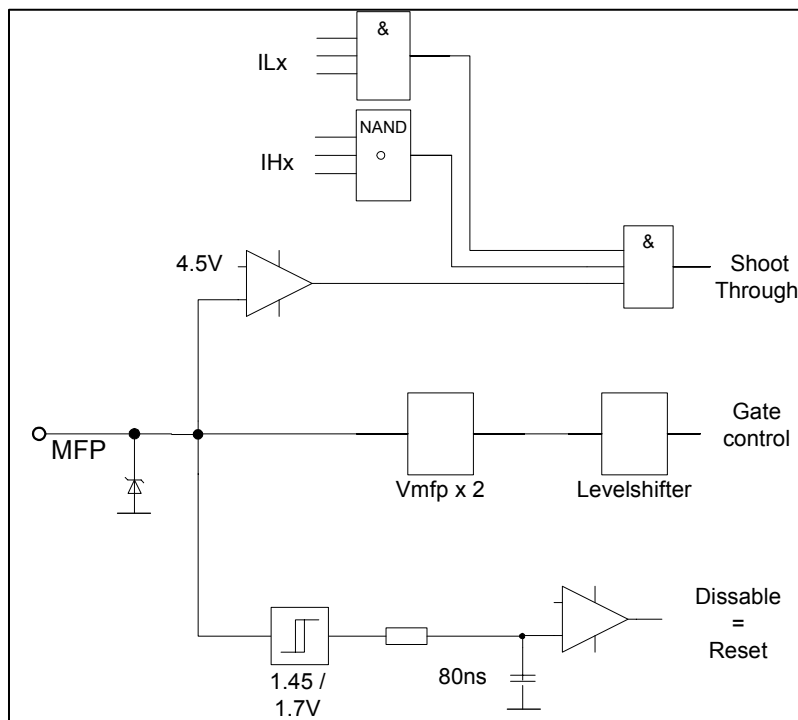 &
ILx
NAND
IHx
&
4.5V
Shoot
Through
MFP
Gate
control
Vmfp x 2
Levelshifter
Dissable
=
Reset
80ns
1.45 /
1.7V